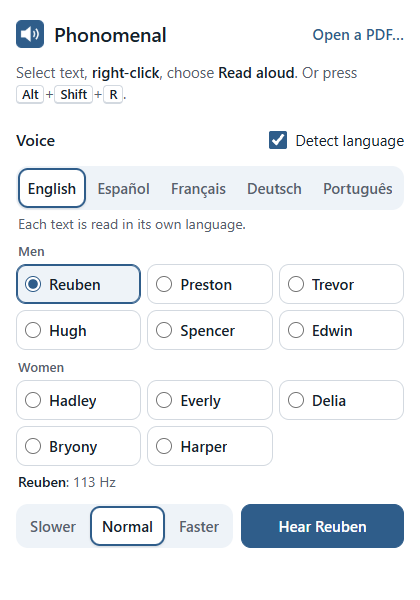 Phonomenal
Open a PDF...
Select text, right-click, choose Read aloud. Or press
Alt + Shift + R.
Voice
Detect language
English Español Français Deutsch Português
Each text is read in its own language.
Men
Reuben Preston Trevor
Hugh Spencer Edwin
Women
Hadley Everly Delia
Bryony Harper
Reuben: 113 Hz
Slower Normal Faster
Hear Reuben